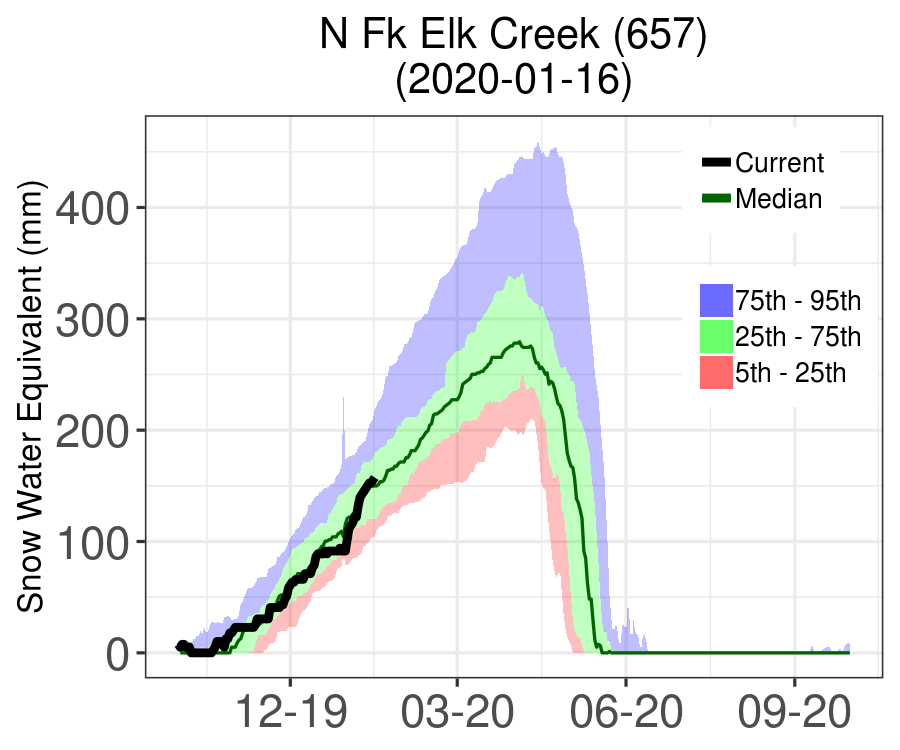 N Fk Elk Creek (657)
(2020-01-16)
Snow Water Equivalent (mm)
400
300
200
100
0
12-19
03-20
06-20
09-20
Current
Median
75th - 95th
25th - 75th
5th - 25th